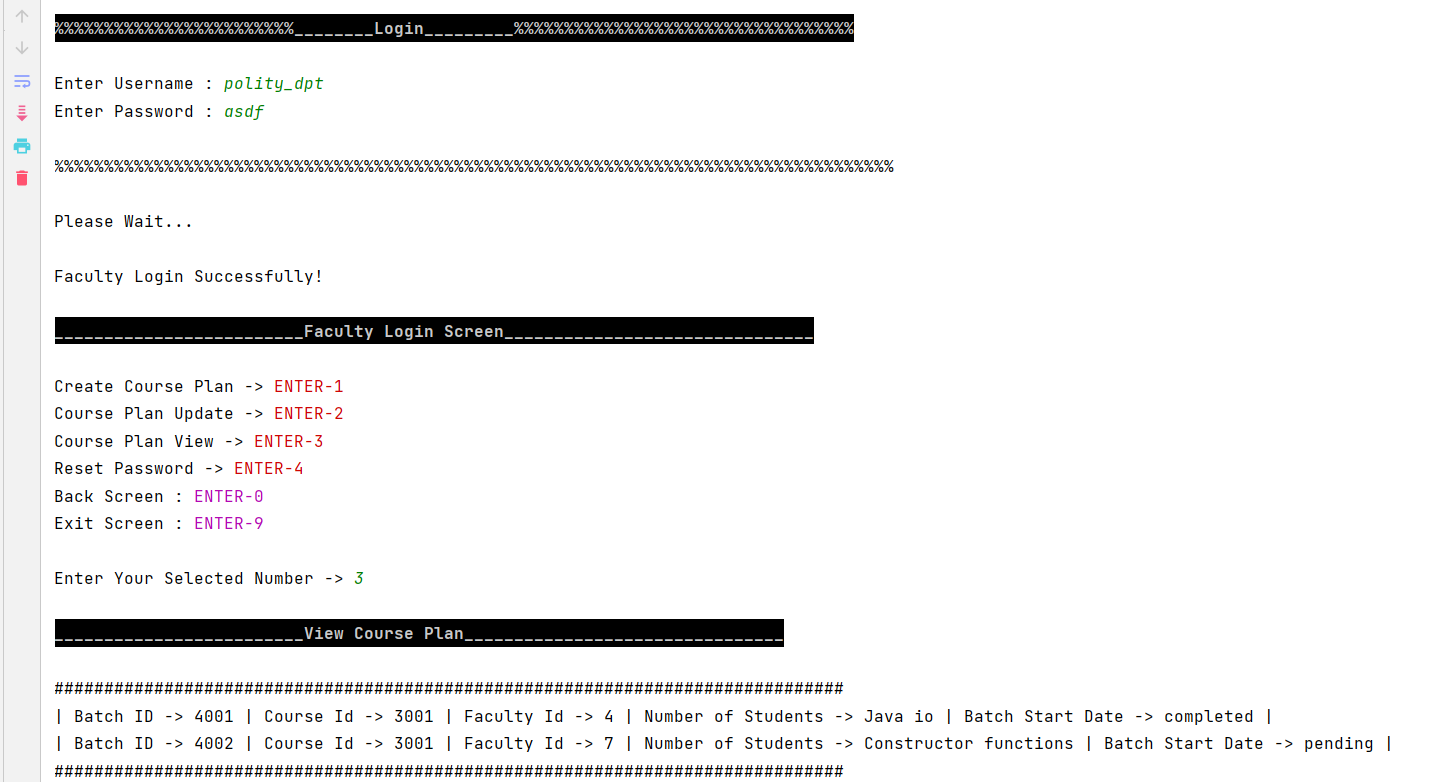 %%%%%%%%%%%%%%%%%%%%%%%%________Login_________%%%%%%%%%%%%%%%%%%%%%%%%%%%%%%%%%%
Enter Username : polity_dpt
Enter Password : asdf
%%%%%%%%%%%%%%%%%%%%%%%%%%%%%%%%%%%%%%%%%%%%%%%%%%%%%%%%%%%%%%%%%%%%%%%%%%%%%%%%%%%%%%
Please Wait...
Faculty Login Successfully!
_________________________Faculty Login Screen_______________________________
Create Course Plan -> ENTER-1
Course Plan Update -> ENTER-2
Course Plan View -> ENTER-3
Reset Password -> ENTER-4
Back Screen : ENTER-0
Exit Screen : ENTER-9
Enter Your Selected Number -> 3
_________________________View Course Plan________________________________
###############################################################################
| Batch ID -> 4001 | Course Id -> 3001 | Faculty Id -> 4 | Number of Students -> Java io | Batch Start Date -> completed |
| Batch ID -> 4002 | Course Id -> 3001 | Faculty Id -> 7 | Number of Students -> Constructor functions | Batch Start Date -> pending |
###############################################################################